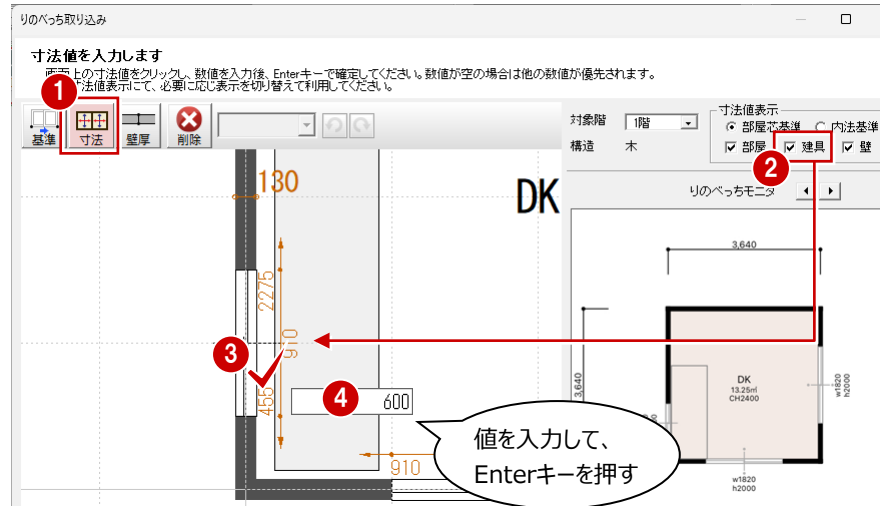 りのべっち取り込み
寸法値を入力します
画面上の寸法値をクリックし、数値を入力後、Enterキーで確定してください。数値が空の場合は他の数値が優先されます。
寸法値表示にて、必要に応じ表示を切り替えて利用してください。
1
基準
寸法
壁厚
削除
対象階
1階
構造
木
寸法値表示
部屋芯基準
内法基準
部屋
建具
壁
2
りのべっちモニタ
130
DK
2275
910
455
3
4
600
910
値を入力して、
Enterキーを押す
3,640
3,640
DK
13.25㎡
CH2400
w1820
h2000
w1820
h2000